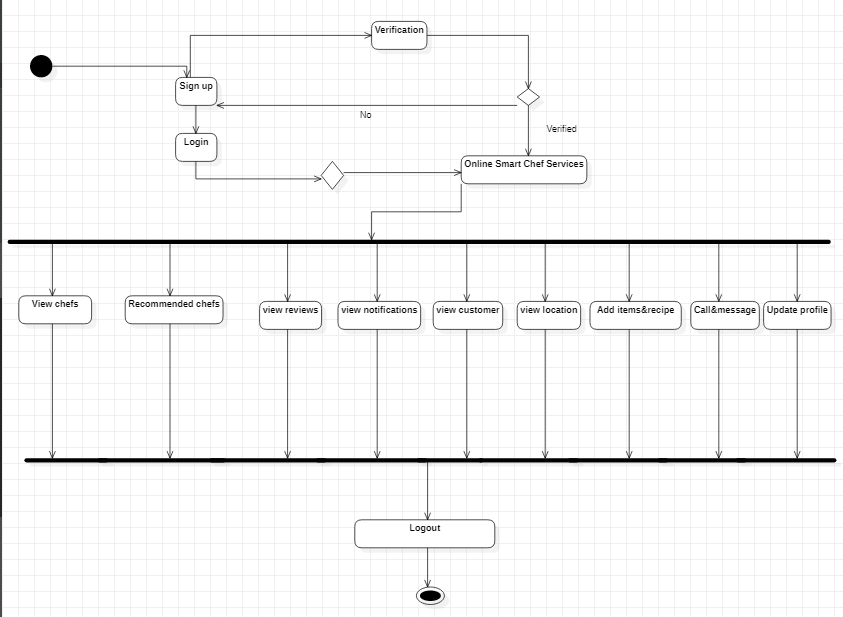 Verification
Sign up
No
Verified
Login
Online Smart Chef Services
View chefs
Recommended chefs
view reviews
view notifications
view customer
view location
Add items&recipe
Call&message
Update profile
Logout